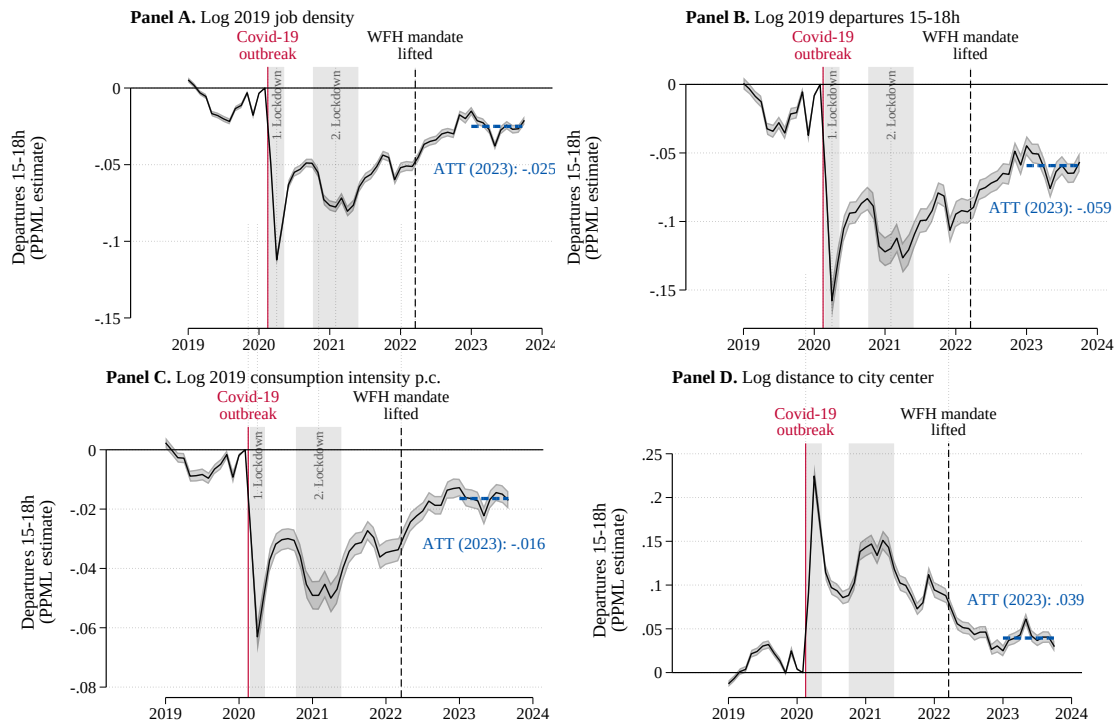 Panel A. Log 2019 job density
Covid-19
outbreak
WFH mandate
lifted
1. Lockdown
2. Lockdown
0
-.05
-.1
-.15
Departures 15-18h
(PPML estimate)
ATT (2023): -.025
2019 2020 2021 2022 2023 2024
Panel B. Log 2019 departures 15-18h
Covid-19
outbreak
WFH mandate
lifted
1. Lockdown
2. Lockdown
0
-.05
-.1
-.15
Departures 15-18h
(PPML estimate)
ATT (2023): -.059
2019 2020 2021 2022 2023 2024
Panel C. Log 2019 consumption intensity p.c.
Covid-19
outbreak
WFH mandate
lifted
1. Lockdown
2. Lockdown
0
-.02
-.04
-.06
-.08
Departures 15-18h
(PPML estimate)
ATT (2023): -.016
2019 2020 2021 2022 2023 2024
Panel D. Log distance to city center
Covid-19
outbreak
WFH mandate
lifted
.25
.2
.15
.1
.05
0
Departures 15-18h
(PPML estimate)
ATT (2023): .039
2019 2020 2021 2022 2023 2024